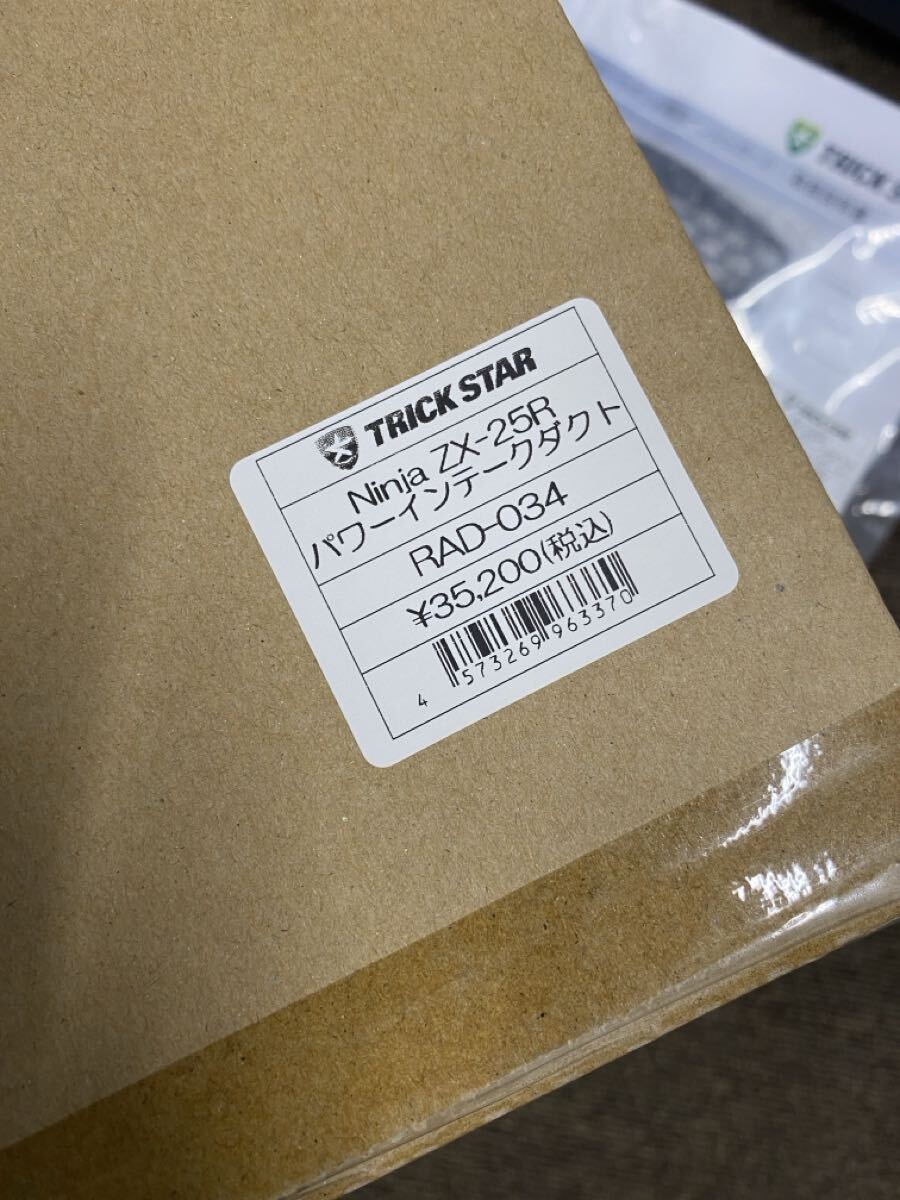 TRICK STAR
Ninja ZX-25R
パワーインテークダクト
RAD-034
¥35,200(税込)
4 573269 963370
TRICK S